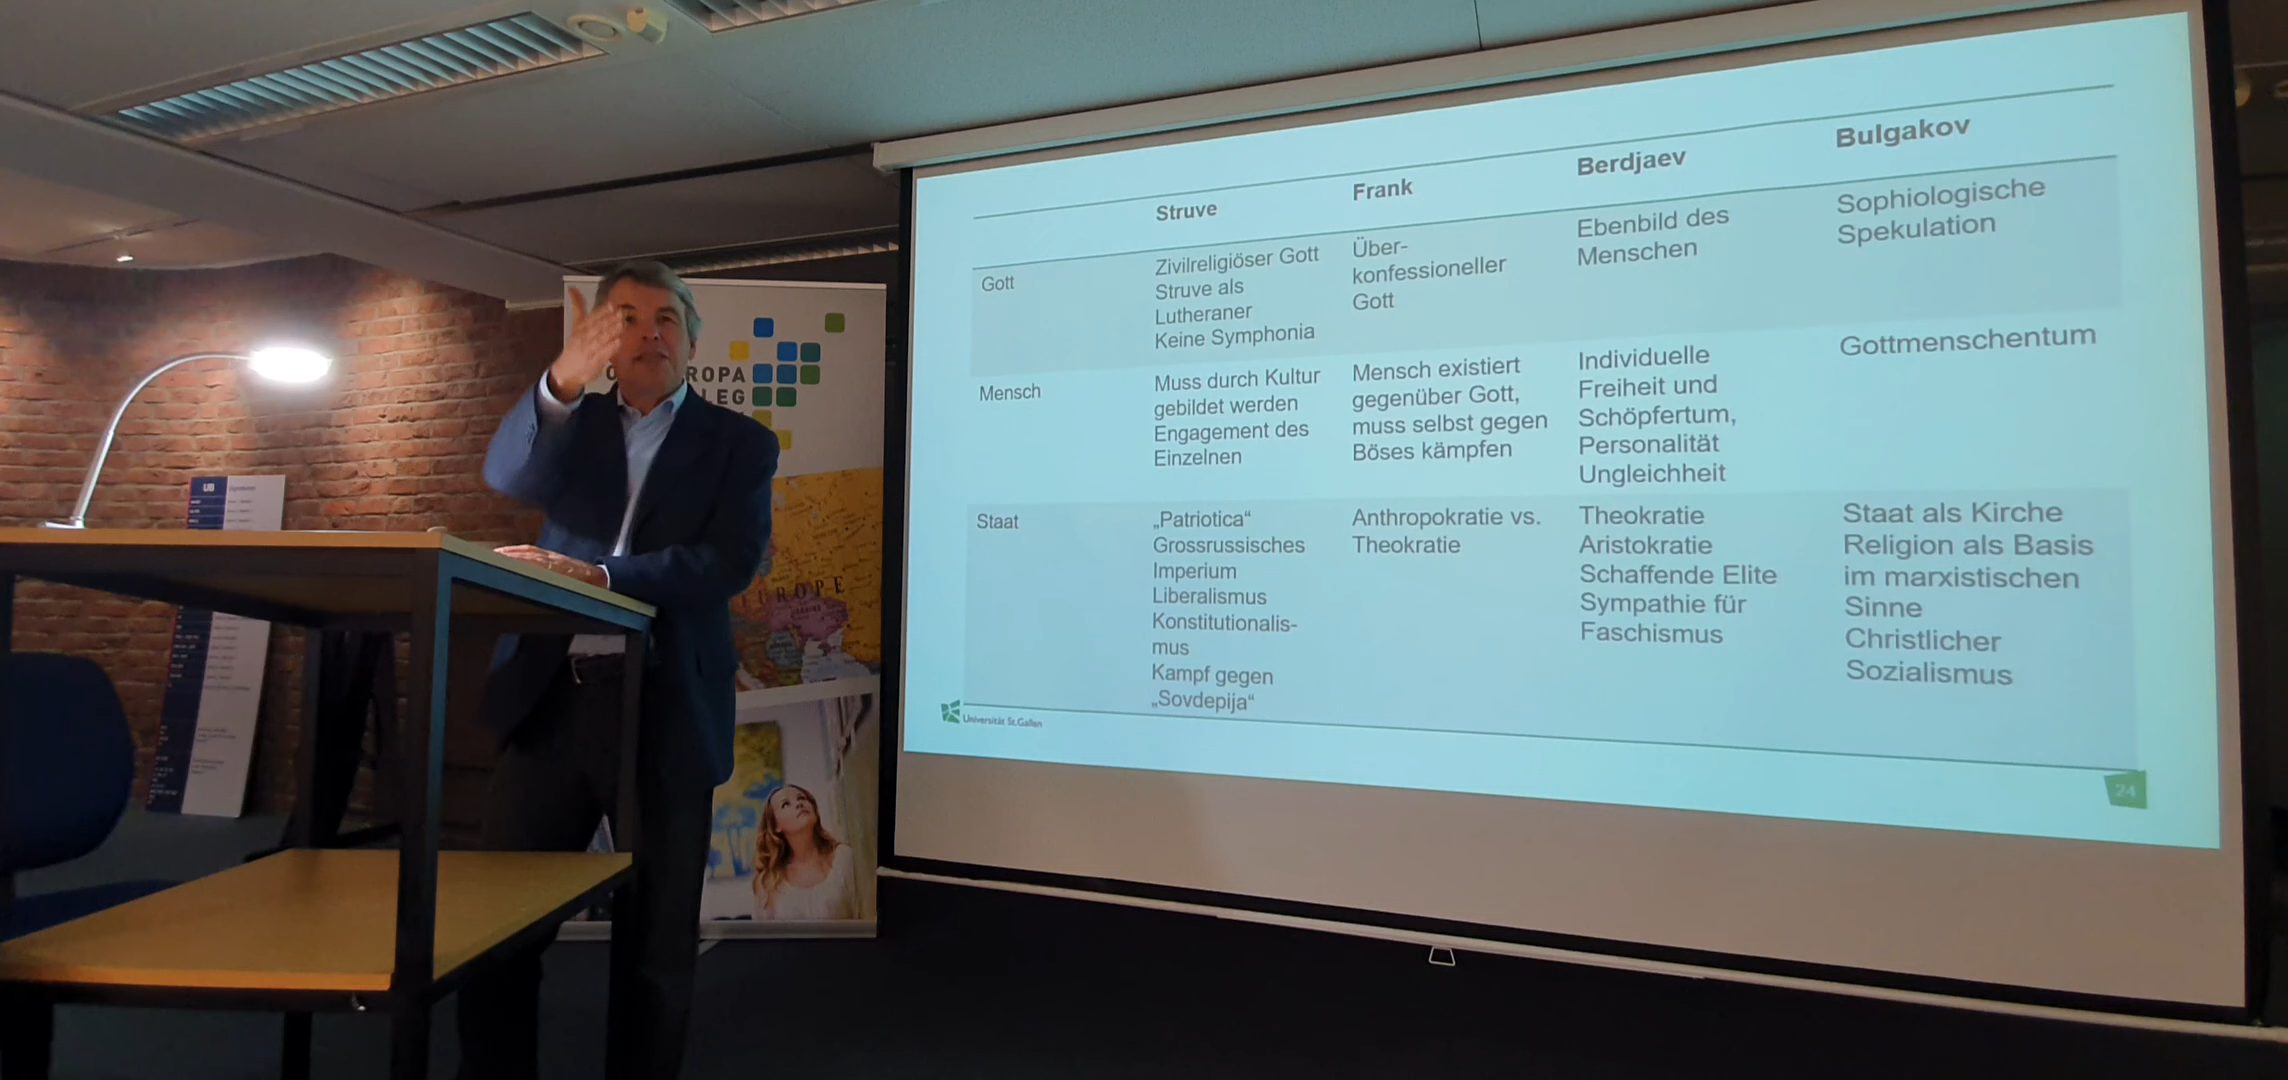 Struve
Frank
Berdjaev
Bulgakov
Gott
Zivilreligiöser Gott
Struve als
Lutheraner
Keine Symphonia
Über-
konfessioneller
Gott
Ebenbild des
Menschen
Sophiologische
Spekulation
Mensch
Muss durch Kultur
gebildet werden
Engagement des
Einzelnen
Mensch existiert
gegenüber Gott,
muss selbst gegen
Böses kämpfen
Individuelle
Freiheit und
Schöpfertum,
Personalität
Ungleichheit
Gottmenschentum
Staat
„Patriotica“
Grossrussisches
Imperium
Liberalismus
Konstitutionalis-
mus
Kampf gegen
„Sovdepija“
Anthropokratie vs.
Theokratie
Theokratie
Aristokratie
Schaffende Elite
Sympathie für
Faschismus
Staat als Kirche
Religion als Basis
im marxistischen
Sinne
Christlicher
Sozialismus
Universität St.Gallen
24
ROPA
LEG
EUROPE
UB